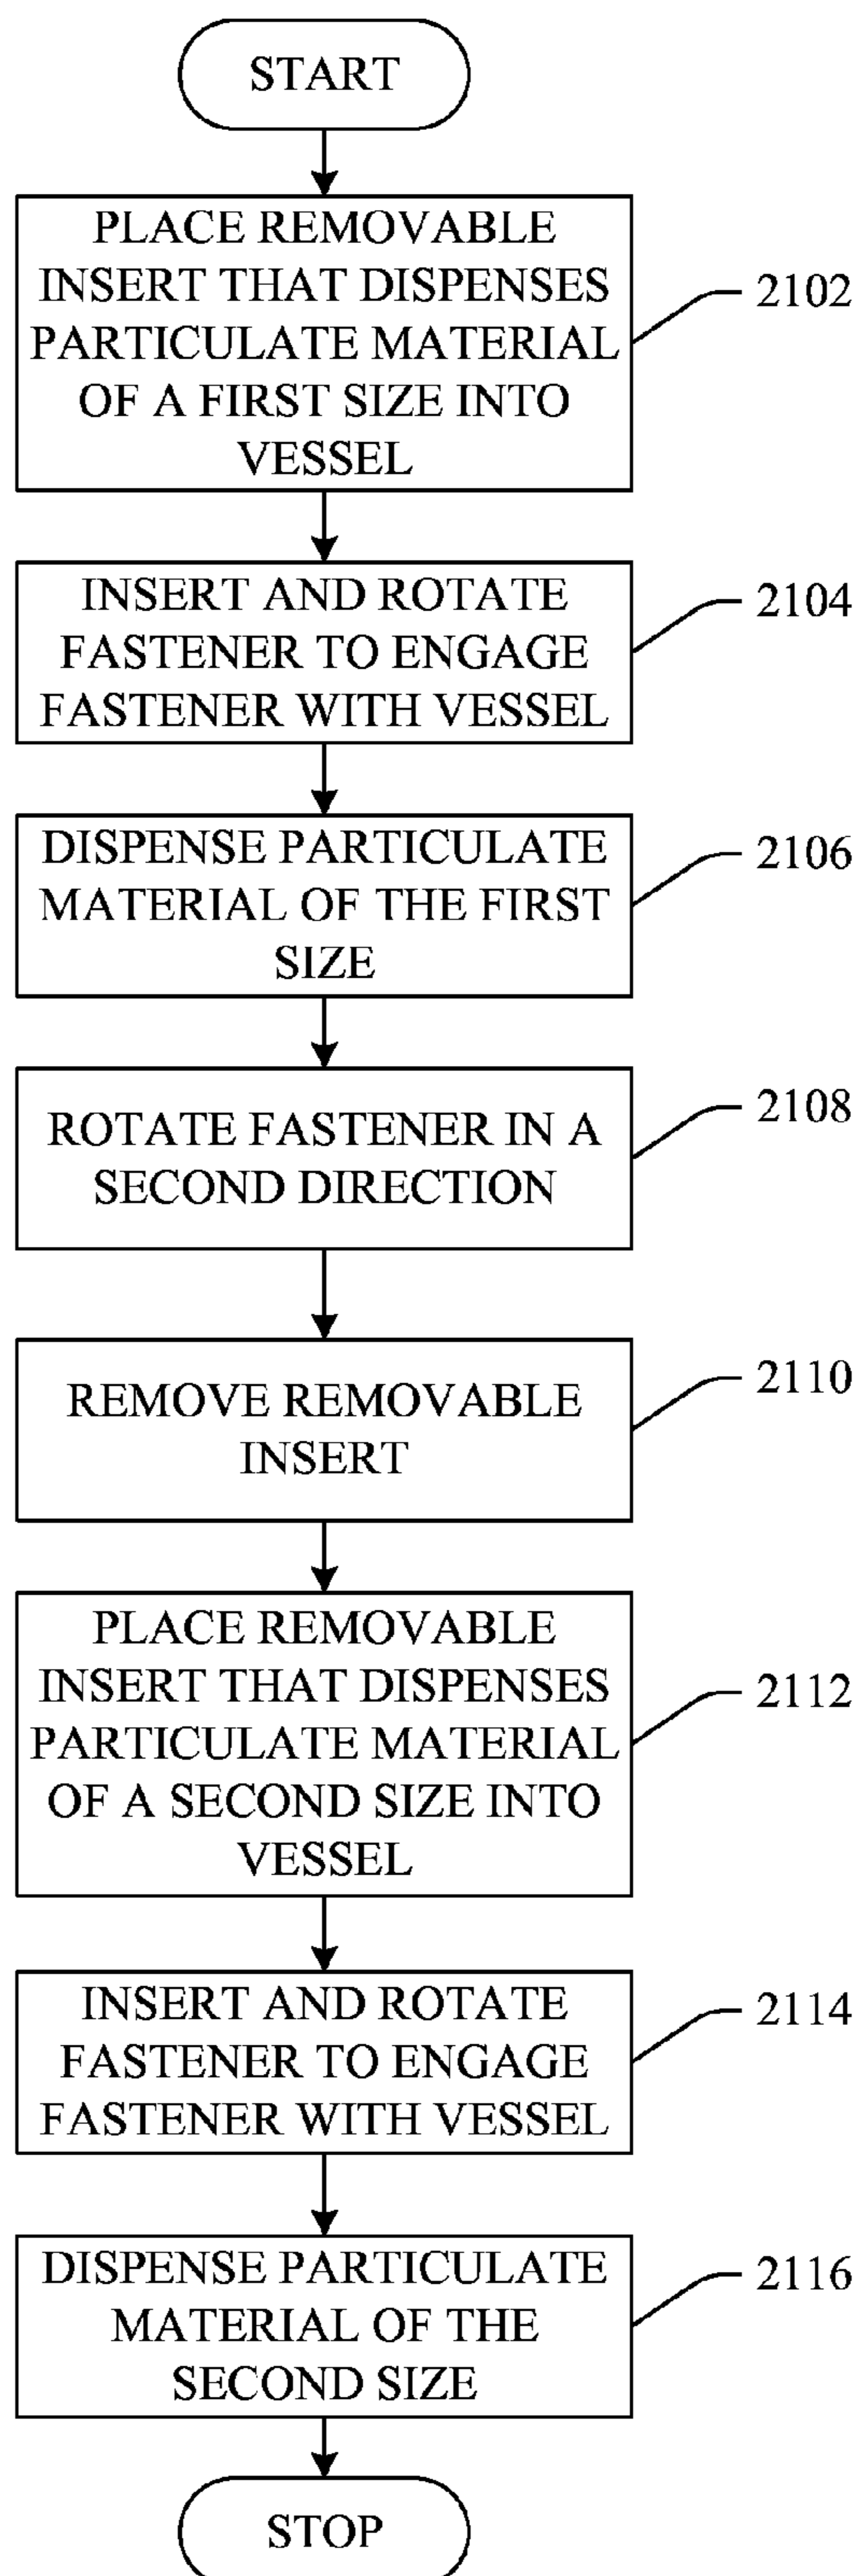 START
PLACE REMOVABLE
INSERT THAT DISPENSES
PARTICULATE MATERIAL
OF A FIRST SIZE INTO
VESSEL
2102
INSERT AND ROTATE
FASTENER TO ENGAGE
FASTENER WITH VESSEL
2104
DISPENSE PARTICULATE
MATERIAL OF THE FIRST
SIZE
2106
ROTATE FASTENER IN A
SECOND DIRECTION
2108
REMOVE REMOVABLE
INSERT
2110
PLACE REMOVABLE
INSERT THAT DISPENSES
PARTICULATE MATERIAL
OF A SECOND SIZE INTO
VESSEL
2112
INSERT AND ROTATE
FASTENER TO ENGAGE
FASTENER WITH VESSEL
2114
DISPENSE PARTICULATE
MATERIAL OF THE
SECOND SIZE
2116
STOP